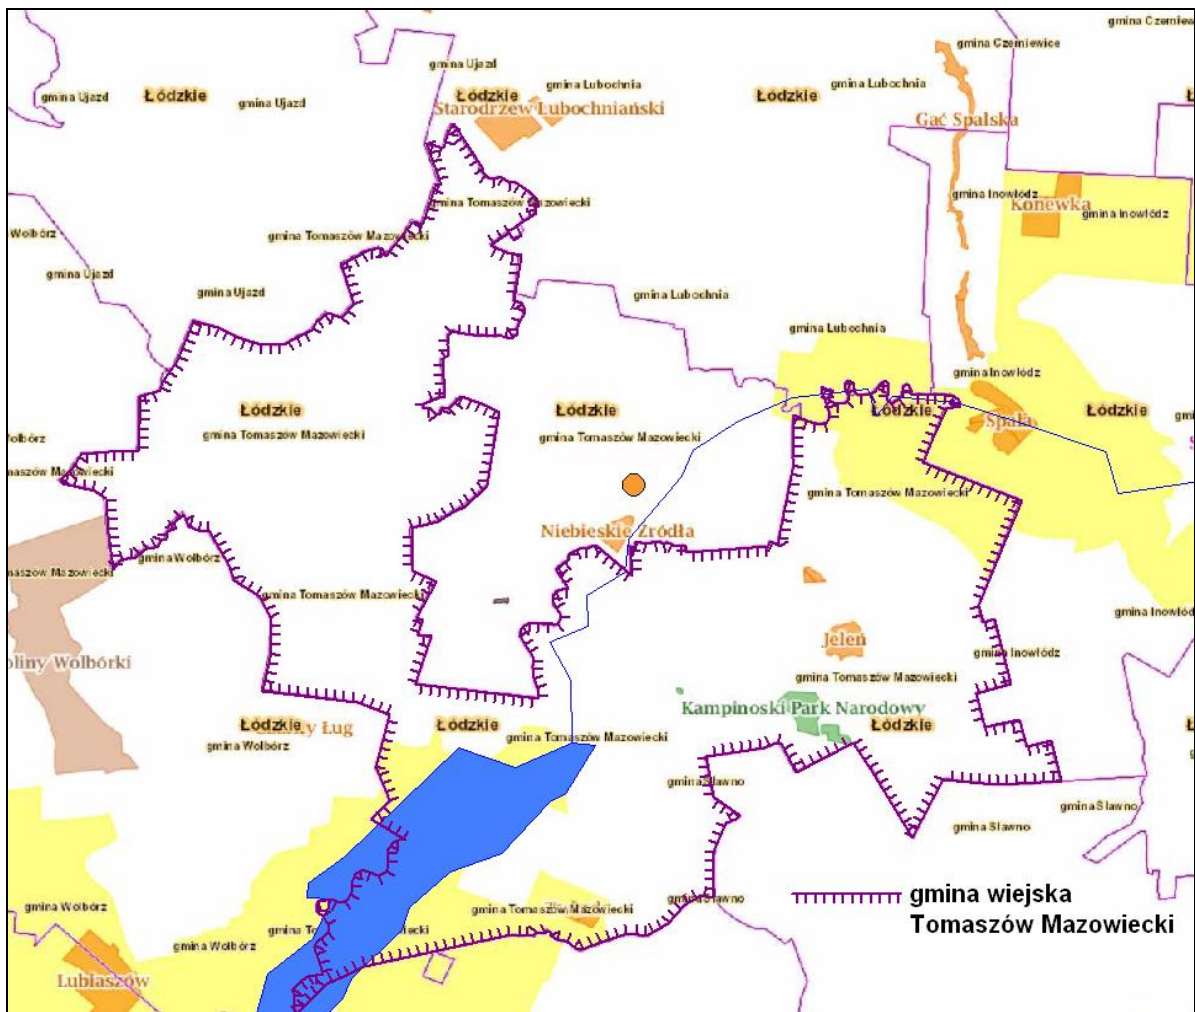 gmina Czerniewice
gmina Ujazd
gmina Lubochnia
gmina Ujazd
Łódzkie
gmina Ujazd
Łódzkie
Łódzkie
gmina Lubochnia
Starodrzew Lubochniański
Gać Spalska
gmina Tomaszów Mazowiecki
gmina Inowłódz
Konewka
gmina Inowłódz
Wolbórz
gmina Tomaszów Mazowiecki
gmina Ujazd
gmina Ujazd
gmina Lubochnia
gmina Lubochnia
gmina Inowłódz
Łódzkie
Łódzkie
Łódzkie
Łódzkie
Spała
gmina Tomaszów Mazowiecki
gmina Tomaszów Mazowiecki
gmina Tomaszów Mazowiecki
Niebieskie Źródła
gmina Wolbórz
Mazowiecki
gmina Tomaszów Mazowiecki
gmina Inowłódz
Jeleń
gmina Inowłódz
oliny Wolbórki
gmina Tomaszów Mazowiecki
Kampinoski Park Narodowy
Łódzkie
Ług
Łódzkie
Łódzkie
gmina Wolbórz
gmina Tomaszów Mazowiecki
gmina Sławno
gmina Sławno
gmina Sławno
gmina Sławno
gmina wiejska
Tomaszów Mazowiecki
gmina Wolbórz
gmina Tomaszów Mazowiecki
gmina Wolbórz
Lubiaszów